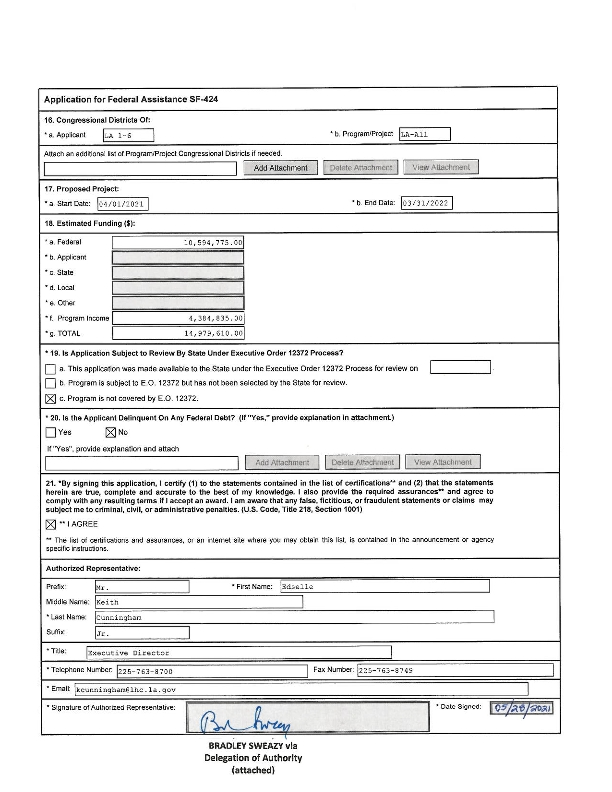 Application for Federal Assistance SF-424
16. Congressional Districts Of:
* a. Applicant LA 1-6 * b. Program/Project LA-All
Attach an additional list of Program/Project Congressional Districts if needed.
Add Attachment Delete Attachment View Attachment
17. Proposed Project:
* a. Start Date: 04/01/2021 * b. End Date: 03/31/2022
18. Estimated Funding ($):
* a. Federal 10,594,775.00
* b. Applicant
* c. State
* d. Local
* e. Other
* f. Program Income 4,384,835.00
* g. TOTAL 14,979,610.00
* 19. Is Application Subject to Review By State Under Executive Order 12372 Process?
a. This application was made available to the State under the Executive Order 12372 Process for review on .
b. Program is subject to E.O. 12372 but has not been selected by the State for review.
c. Program is not covered by E.O. 12372.
* 20. Is the Applicant Delinquent On Any Federal Debt? (If "Yes," provide explanation in attachment.)
Yes No
If "Yes", provide explanation and attach
Add Attachment Delete Attachment View Attachment
21. *By signing this application, I certify (1) to the statements contained in the list of certifications** and (2) that the statements
herein are true, complete and accurate to the best of my knowledge. I also provide the required assurances** and agree to
comply with any resulting terms if I accept an award. I am aware that any false, fictitious, or fraudulent statements or claims may
subject me to criminal, civil, or administrative penalties. (U.S. Code, Title 218, Section 1001)
** I AGREE
** The list of certifications and assurances, or an internet site where you may obtain this list, is contained in the announcement or agency
specific instructions.
Authorized Representative:
Prefix: Mr. * First Name: Edselle
Middle Name: Keith
* Last Name: Cunningham
Suffix: Jr.
* Title: Executive Director
* Telephone Number: 225-763-8700 Fax Number: 225-763-8749
* Email: kcunningham@lhc.la.gov
* Signature of Authorized Representative: * Date Signed: 05/28/2021
BRADLEY SWEAZY via
Delegation of Authority
(attached)